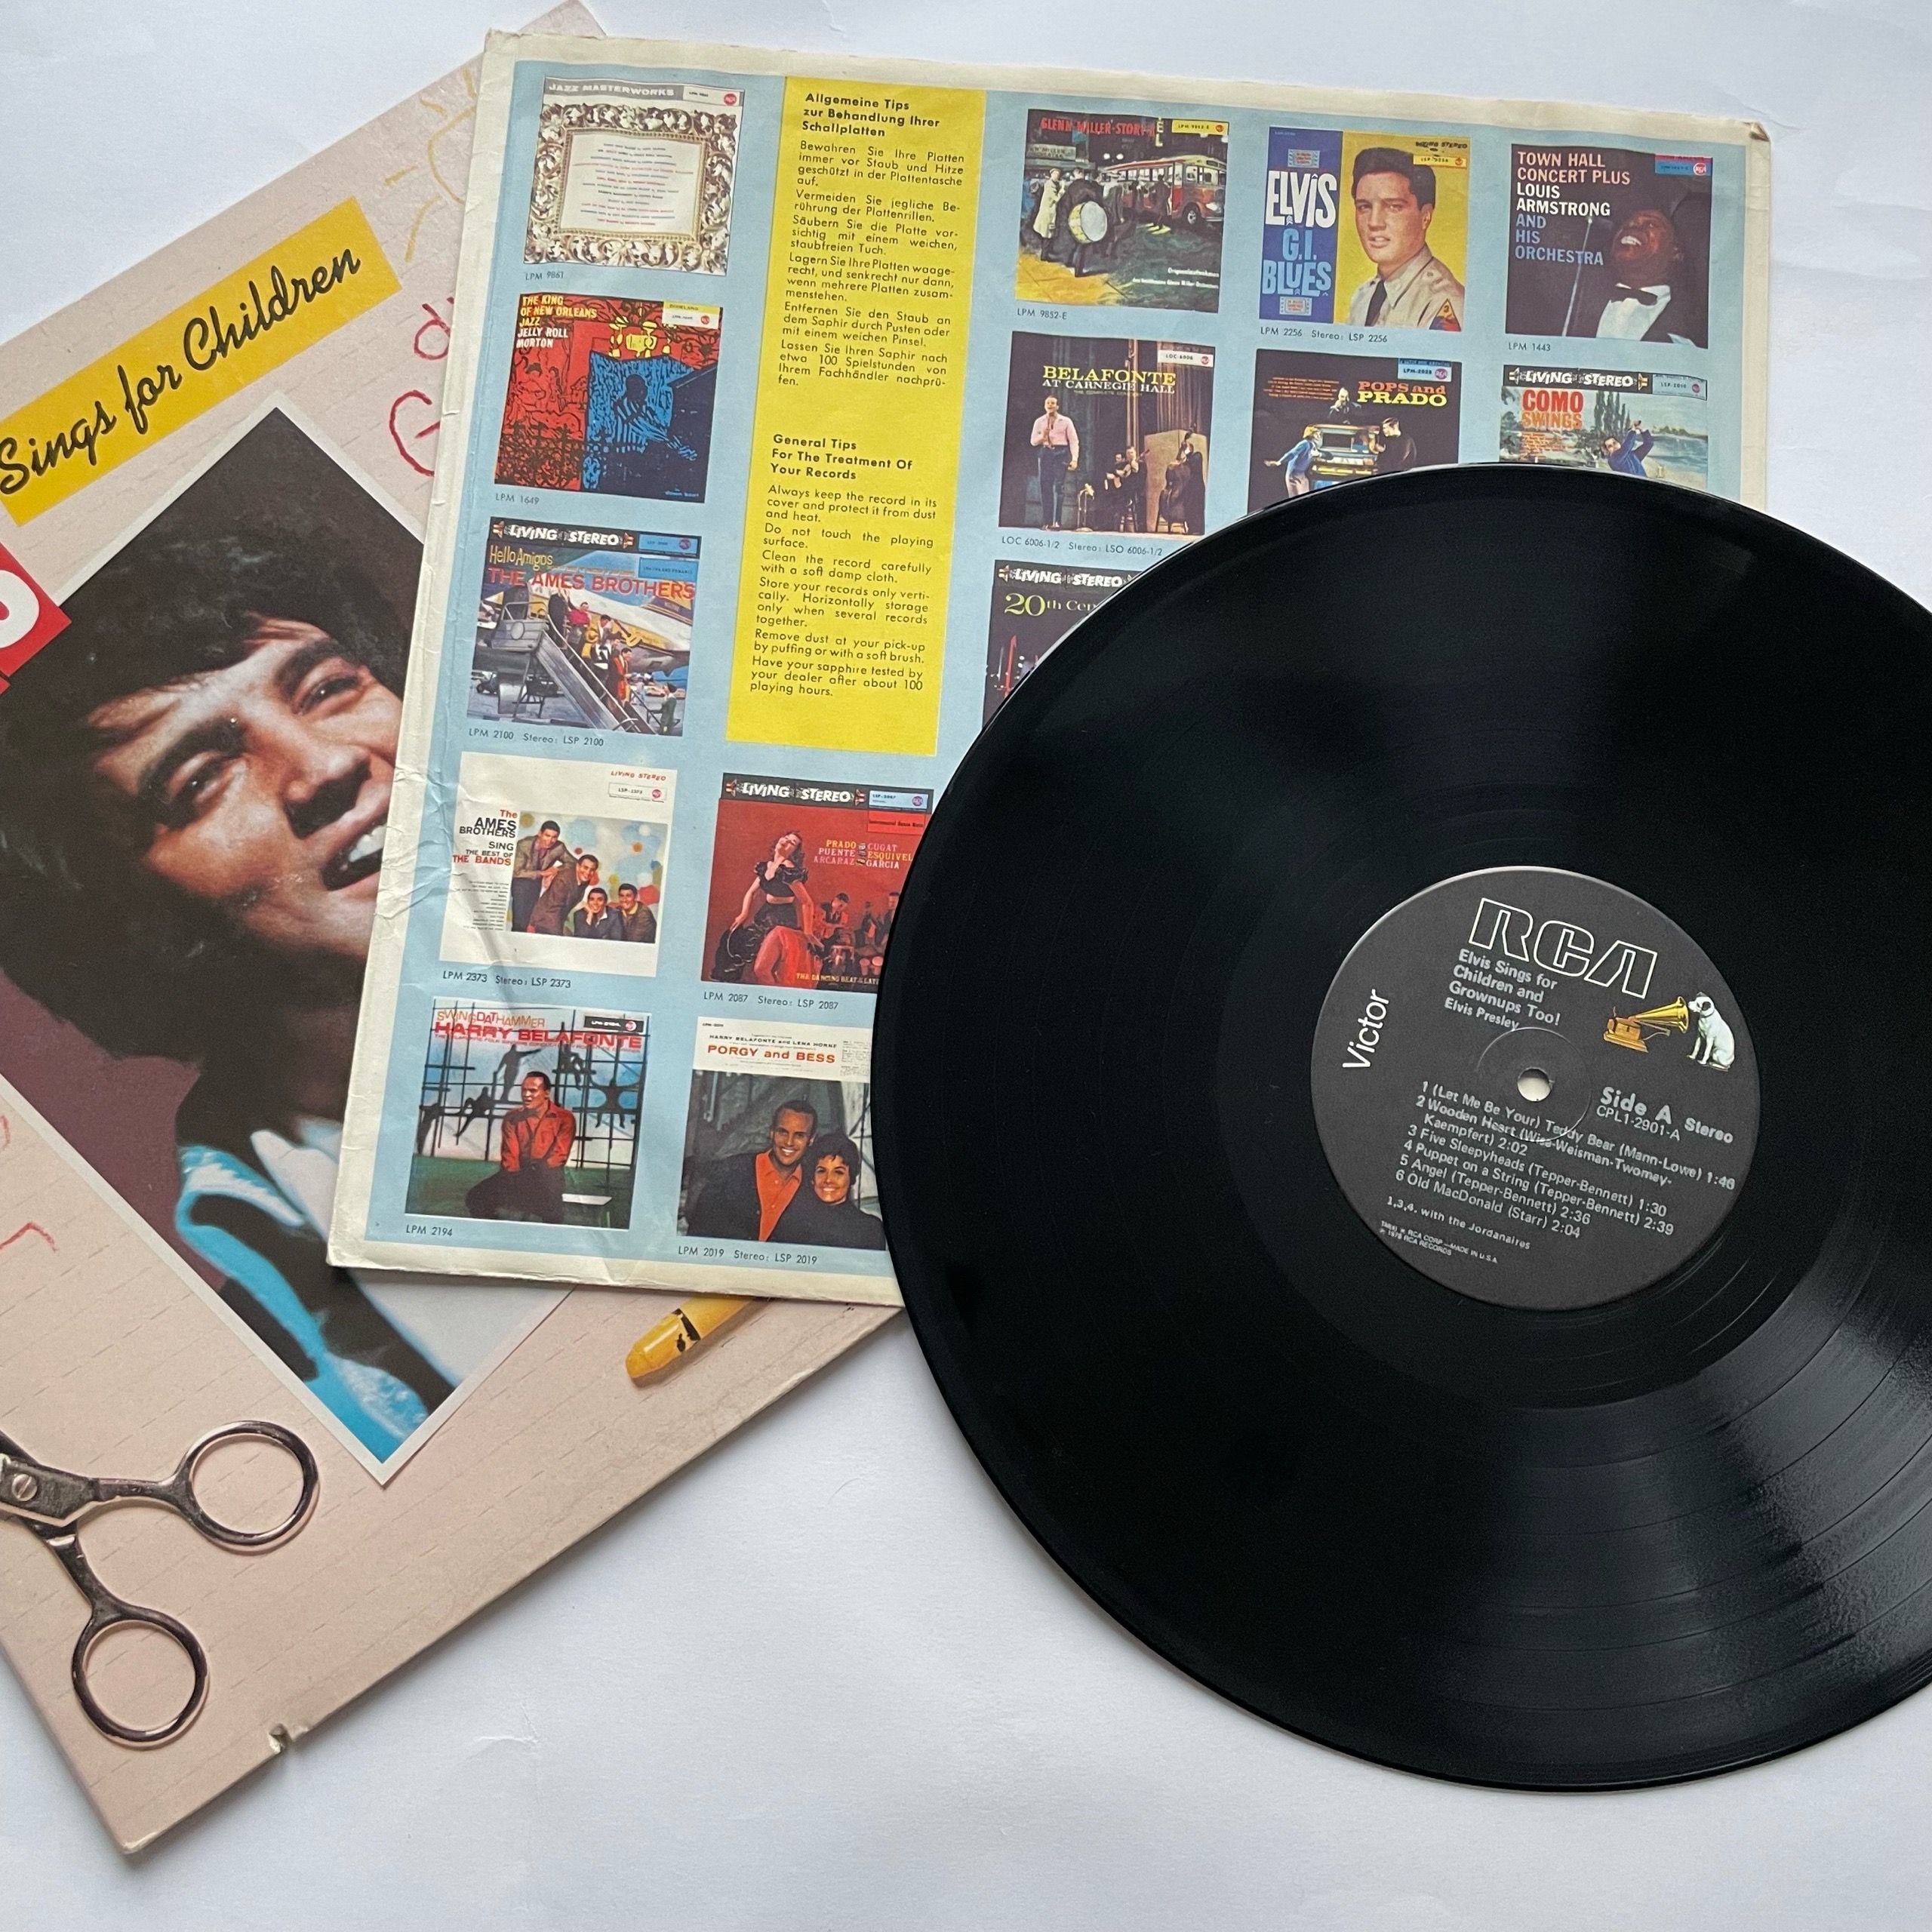 Sings for Children
JAZZ MASTERWORKS
LPM 9861
THE KING
OF NEW ORLEANS
JAZZ
JELLY ROLL
MORTON
LPM 1649
LIVING STEREO
Hello Amigos
THE AMES BROTHERS
LPM 2100 Stereo: LSP 2100
LIVING STEREO
LSP-2373
The
AMES
BROTHERS
SING
THE BEST OF
THE BANDS
LPM 2373 Stereo: LSP 2373
SWING DAT HAMMER
HARRY BELAFONTE
LPM 2194
Allgemeine Tips
zur Behandlung Ihrer
Schallplatten
Bewahren Sie Ihre Platten
immer vor Staub und Hitze
geschützt in der Plattentasche
auf.
Vermeiden Sie jegliche Be-
rührung der Plattenrillen.
Säubern Sie die Platte vor-
sichtig mit einem weichen,
staubfreien Tuch.
Lagern Sie Ihre Platten waage-
recht, und senkrecht nur dann,
wenn mehrere Platten zusam-
menstehen.
Entfernen Sie den Staub an
dem Saphir durch Pusten oder
mit einem weichen Pinsel.
Lassen Sie Ihren Saphir nach
etwa 100 Spielstunden von
Ihrem Fachhändler nachprü-
fen.
General Tips
For The Treatment Of
Your Records
Always keep the record in its
cover and protect it from dust
and heat.
Do not touch the playing
surface.
Clean the record carefully
with a soft damp cloth.
Store your records only verti-
cally. Horizontally storage
only when several records
together.
Remove dust at your pick-up
by puffing or with a soft brush.
Have your sapphire tested by
your dealer after about 100
playing hours.
LIVING STEREO
PRADO CUGAT
PUENTE ESQUIVEL
ARCARAZ GARCIA
LPM 2087 Stereo: LSP 2087
HARRY BELAFONTE AND LENA HORNE
PORGY and BESS
LPM 2019 Stereo: LSP 2019
GLENN MILLER-STORY
LPM 9852-E
BELAFONTE
AT CARNEGIE HALL
LOC 6006-1/2 Stereo: LSO 6006-1/2
LIVING STEREO
20th Cen
ELVIS
G.I.
BLUES
LPM 2256 Stereo: LSP 2256
POPS and
PRADO
TOWN HALL
CONCERT PLUS
LOUIS
ARMSTRONG
AND
HIS
ORCHESTRA
LPM 1443
LIVING STEREO
COMO
SWINGS
RCA
Elvis Sings for
Children and
Grownups Too!
Elvis Presley
Victor
Side A Stereo
CPL1-2901-A
1 (Let Me Be Your) Teddy Bear (Mann-Lowe) 1:46
2 Wooden Heart (Wise-Weisman-Twomey-
Kaempfert) 2:02
3 Five Sleepyheads (Tepper-Bennett) 1:30
4 Puppet on a String (Tepper-Bennett) 2:39
5 Angel (Tepper-Bennett) 2:36
6 Old MacDonald (Starr) 2:04
1,3,4. with the Jordanaires
TMK(s) ® RCA CORP.—MADE IN U.S.A.
℗ 1978 RCA RECORDS